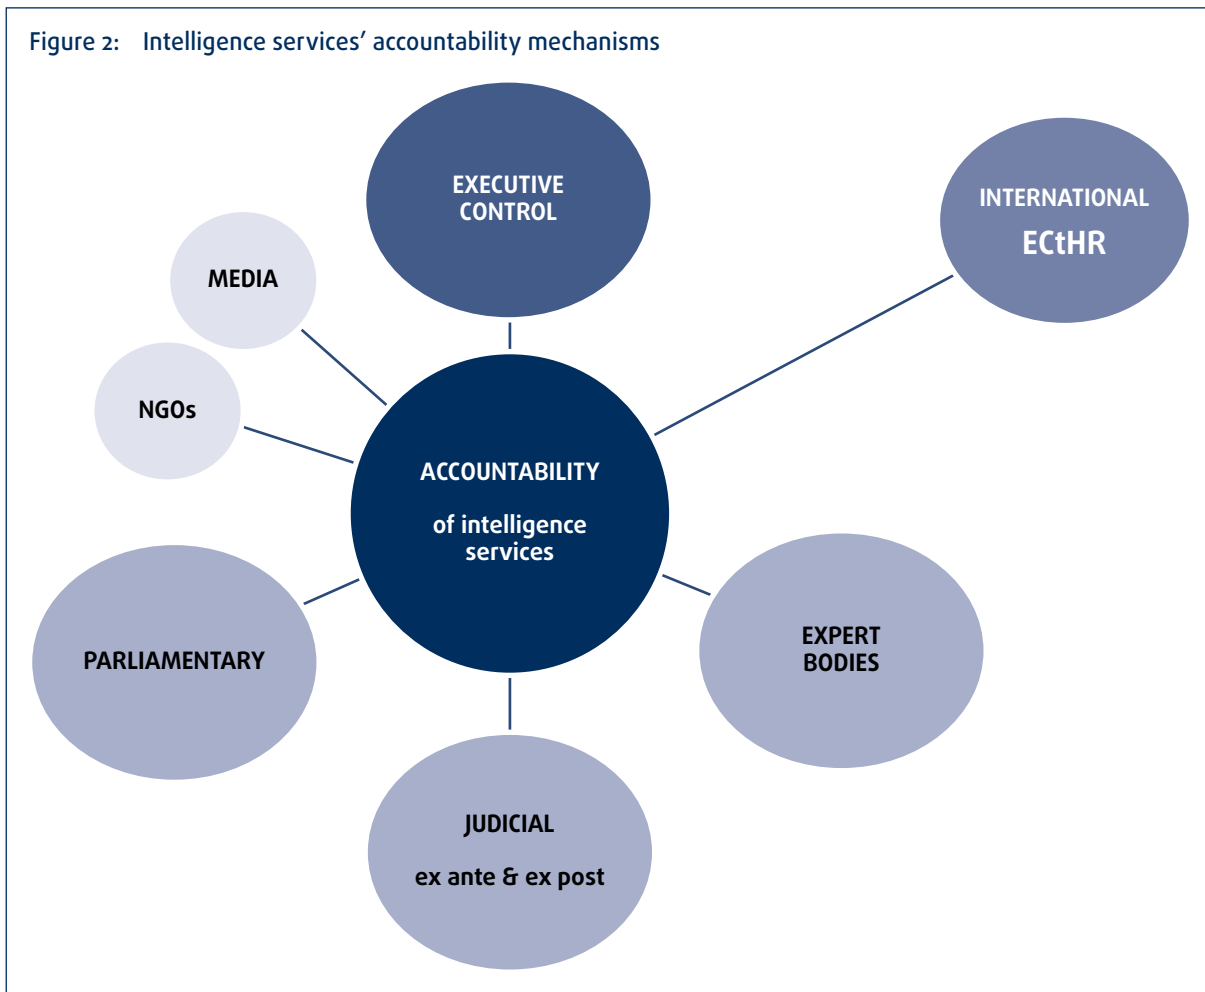 Figure 2: Intelligence services’ accountability mechanisms
EXECUTIVE
CONTROL
INTERNATIONAL
ECtHR
MEDIA
NGOs
ACCOUNTABILITY
of intelligence
services
PARLIAMENTARY
EXPERT
BODIES
JUDICIAL
ex ante & ex post